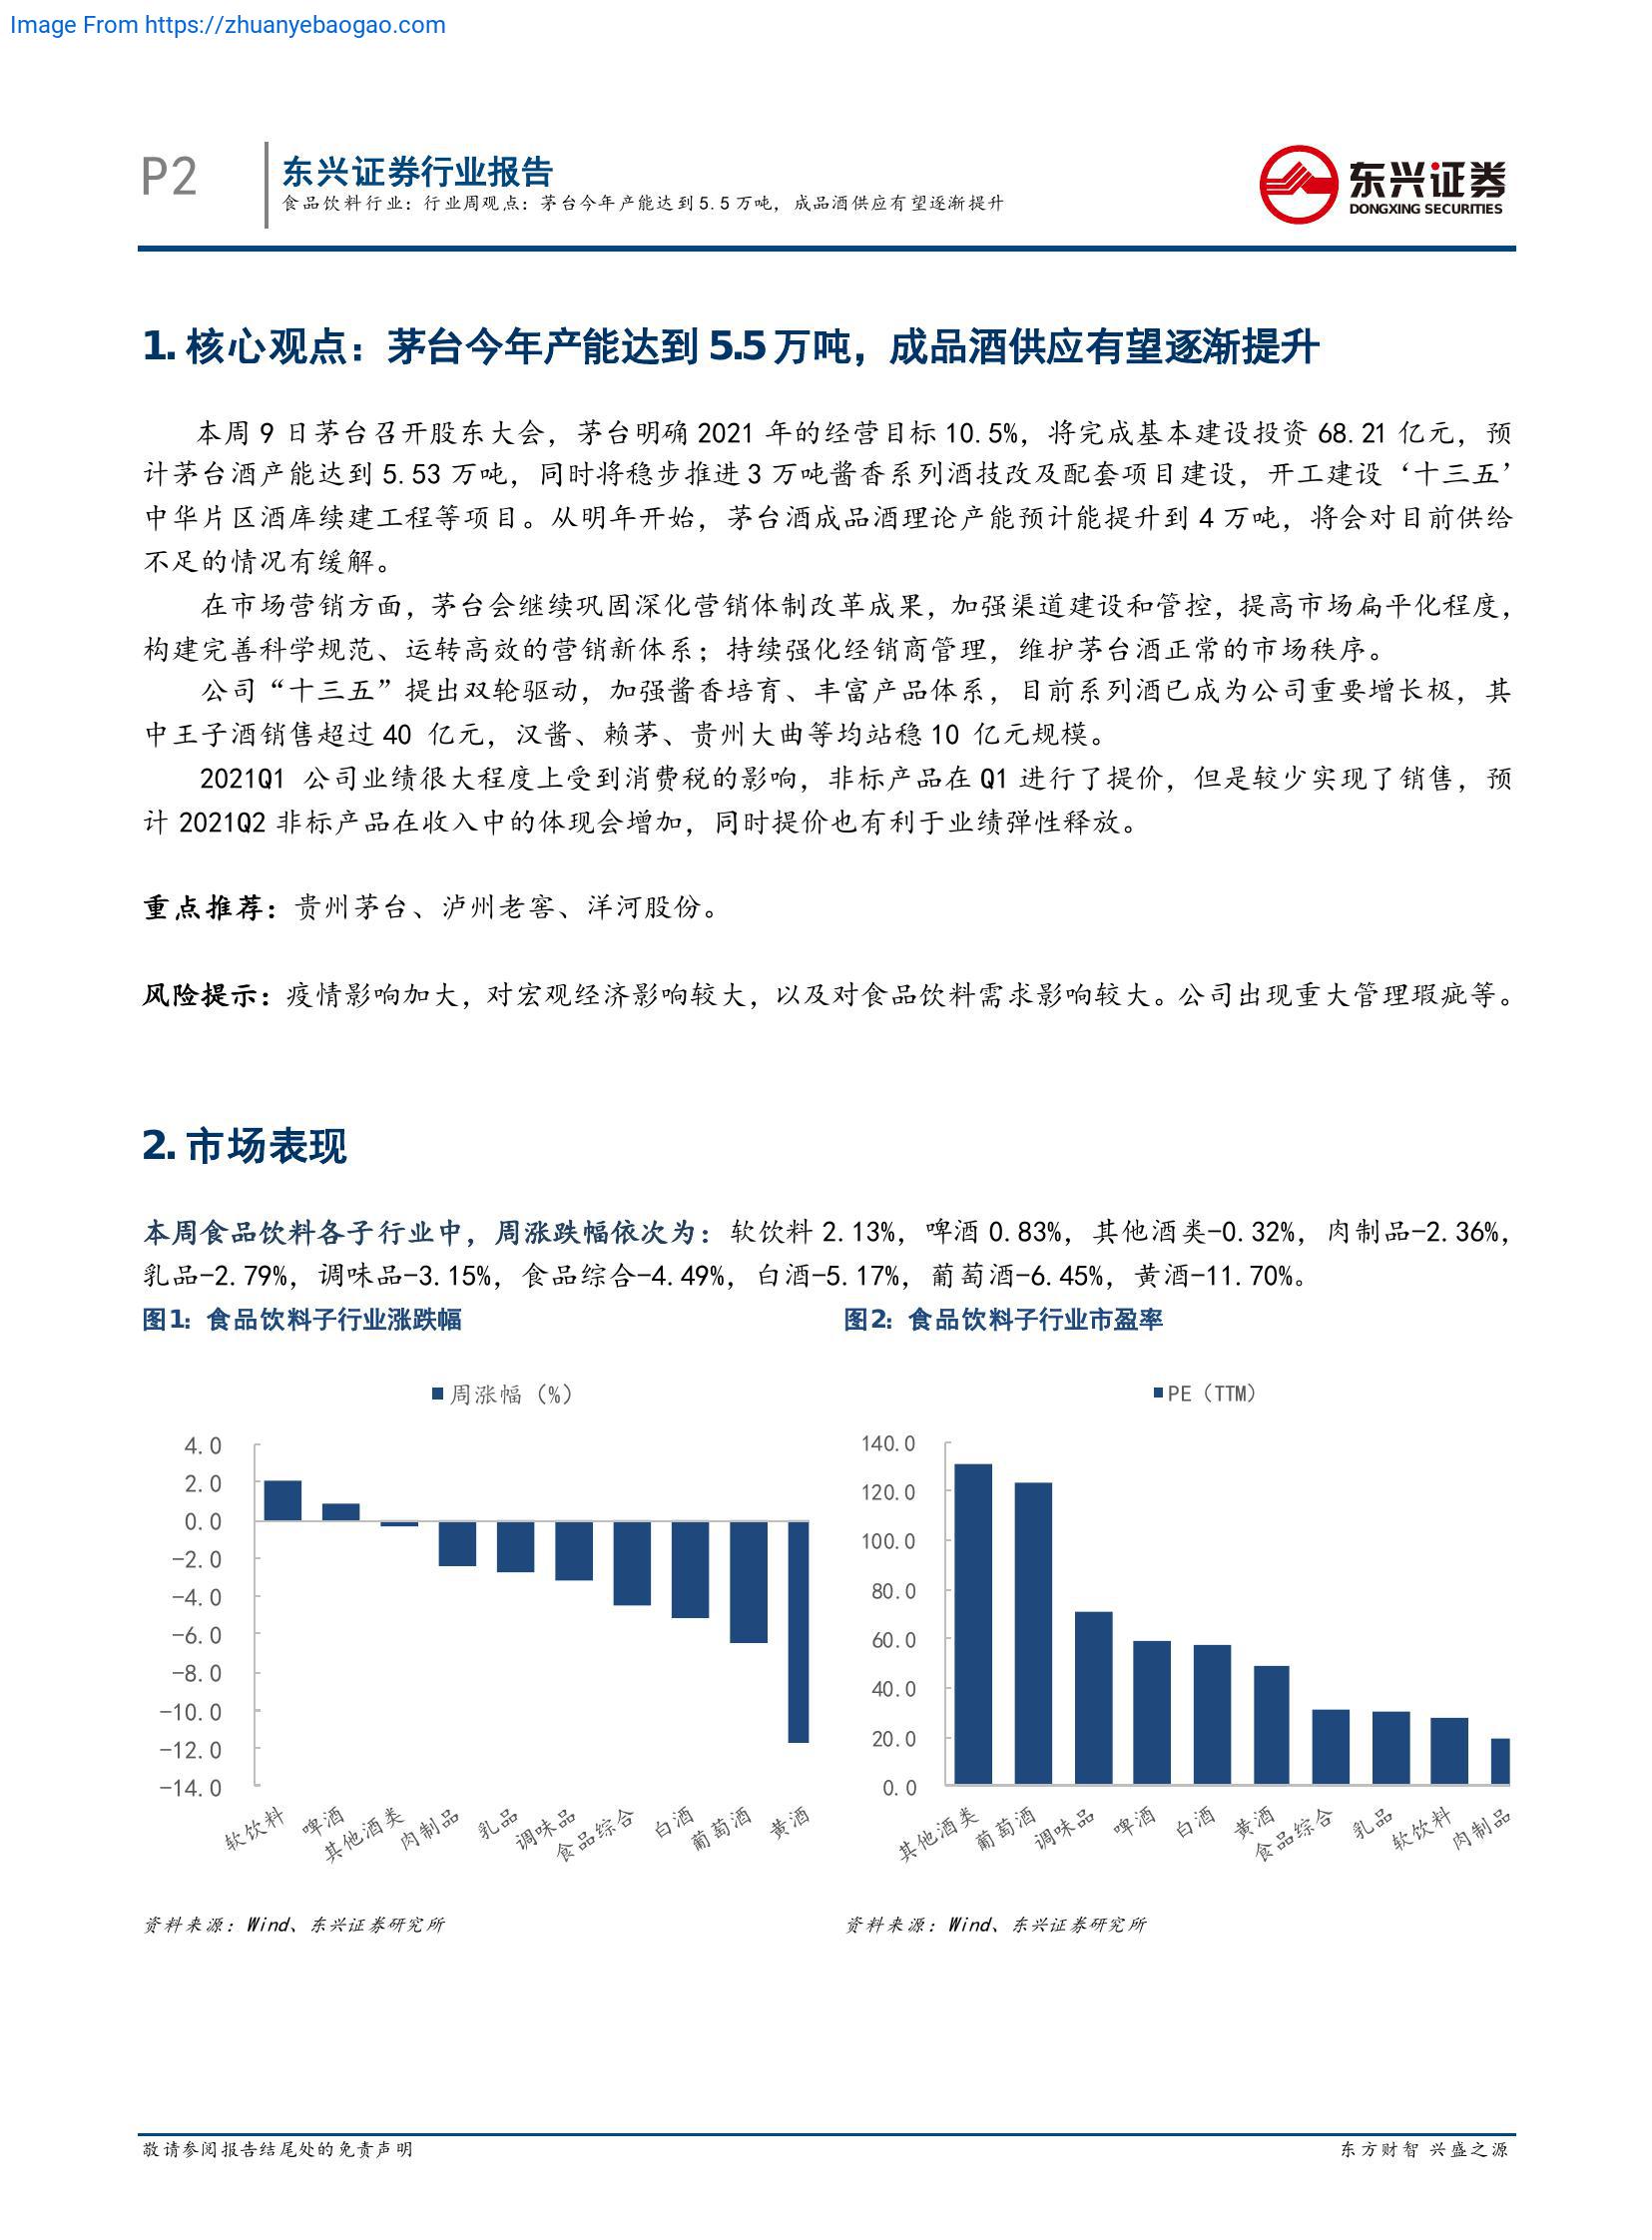 Image From https://zhuanyebaogao.com
P2
东兴证券行业报告
食品饮料行业：行业周观点：茅台今年产能达到5.5万吨，成品酒供应有望逐渐提升
东兴证券
DONGXING SECURITIES
1. 核心观点：茅台今年产能达到 5.5 万吨，成品酒供应有望逐渐提升
本周 9 日茅台召开股东大会，茅台明确 2021 年的经营目标 10.5%，将完成基本建设投资 68.21 亿元，预
计茅台酒产能达到 5.53 万吨，同时将稳步推进 3 万吨酱香系列酒技改及配套项目建设，开工建设‘十三五’
中华片区酒库续建工程等项目。从明年开始，茅台酒成品酒理论产能预计能提升到 4 万吨，将会对目前供给
不足的情况有缓解。
在市场营销方面，茅台会继续巩固深化营销体制改革成果，加强渠道建设和管控，提高市场扁平化程度，
构建完善科学规范、运转高效的营销新体系；持续强化经销商管理，维护茅台酒正常的市场秩序。
公司“十三五”提出双轮驱动，加强酱香培育、丰富产品体系，目前系列酒已成为公司重要增长极，其
中王子酒销售超过 40 亿元，汉酱、赖茅、贵州大曲等均站稳 10 亿元规模。
2021Q1 公司业绩很大程度上受到消费税的影响，非标产品在 Q1 进行了提价，但是较少实现了销售，预
计 2021Q2 非标产品在收入中的体现会增加，同时提价也有利于业绩弹性释放。
重点推荐：贵州茅台、泸州老窖、洋河股份。
风险提示：疫情影响加大，对宏观经济影响较大，以及对食品饮料需求影响较大。公司出现重大管理瑕疵等。
2. 市场表现
本周食品饮料各子行业中，周涨跌幅依次为：软饮料 2.13%，啤酒 0.83%，其他酒类-0.32%，肉制品-2.36%，
乳品-2.79%，调味品-3.15%，食品综合-4.49%，白酒-5.17%，葡萄酒-6.45%，黄酒-11.70%。
图1：食品饮料子行业涨跌幅
周涨幅（%）
4.0
2.0
0.0
-2.0
-4.0
-6.0
-8.0
-10.0
-12.0
-14.0
软饮料
啤酒
其他酒类
肉制品
乳品
调味品
食品综合
白酒
葡萄酒
黄酒
资料来源：Wind、东兴证券研究所
图2：食品饮料子行业市盈率
PE（TTM）
140.0
120.0
100.0
80.0
60.0
40.0
20.0
0.0
其他酒类
葡萄酒
调味品
啤酒
白酒
黄酒
食品综合
乳品
软饮料
肉制品
资料来源：Wind、东兴证券研究所
敬请参阅报告结尾处的免责声明
东方财智 兴盛之源